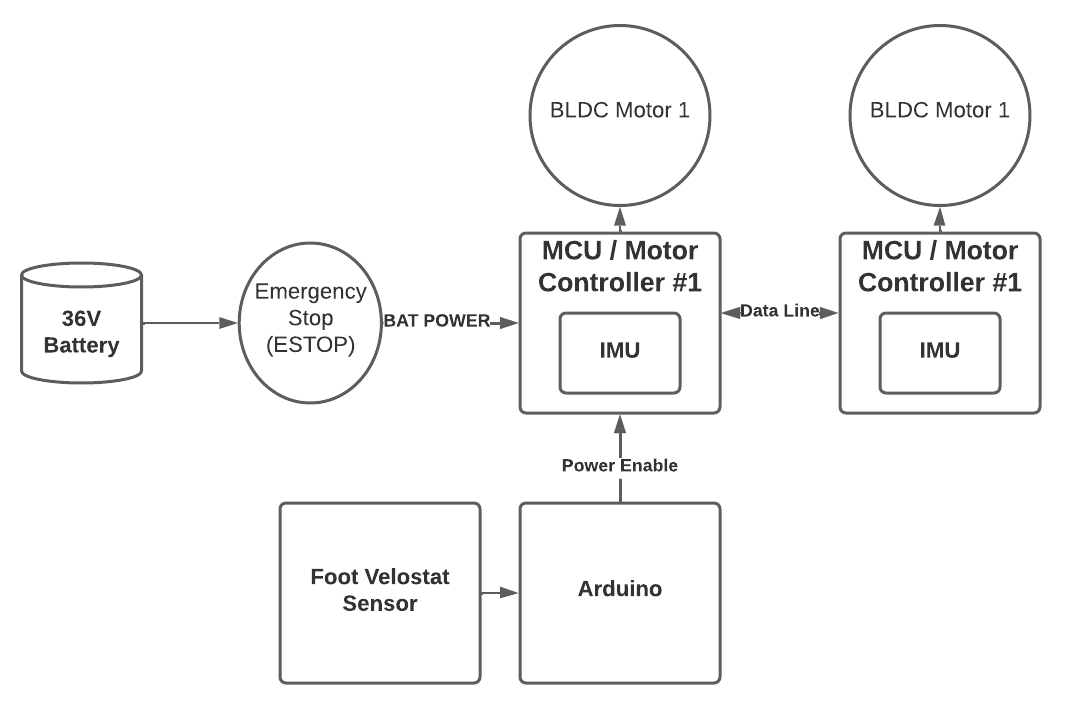 BLDC Motor 1
BLDC Motor 1
MCU / Motor
Controller #1
IMU
MCU / Motor
Controller #1
IMU
36V
Battery
Emergency
Stop
(ESTOP)
BAT POWER
Data Line
Power Enable
Foot Velostat
Sensor
Arduino